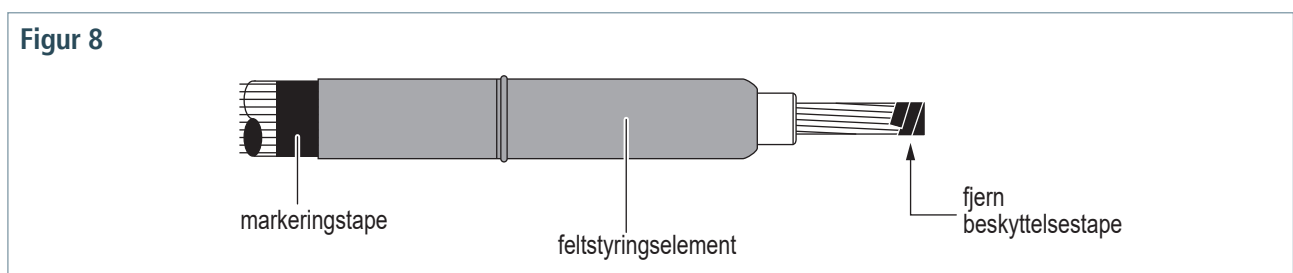 Figur 8
markeringstape
feltstyringselement
fjern
beskyttelsestape